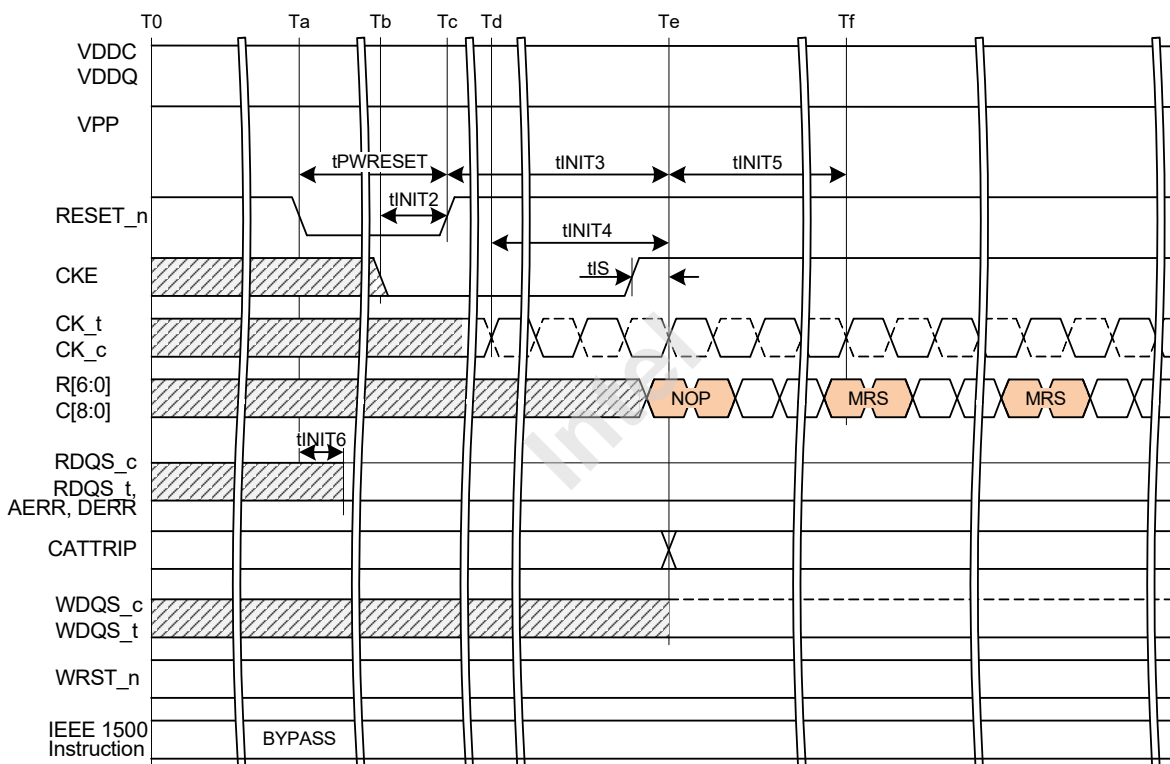 T0 Ta Tb Tc Td Te Tf
VDDC
VDDQ
VPP
tPWRESET tINIT3 tINIT5
tINIT2
RESET_n
tINIT4
CKE tIS
CK_t
CK_c
R[6:0]
C[8:0]
NOP MRS MRS
Intel
tINIT6
RDQS_c
RDQS_t,
AERR, DERR
CATTRIP
WDQS_c
WDQS_t
WRST_n
IEEE 1500
Instruction
BYPASS